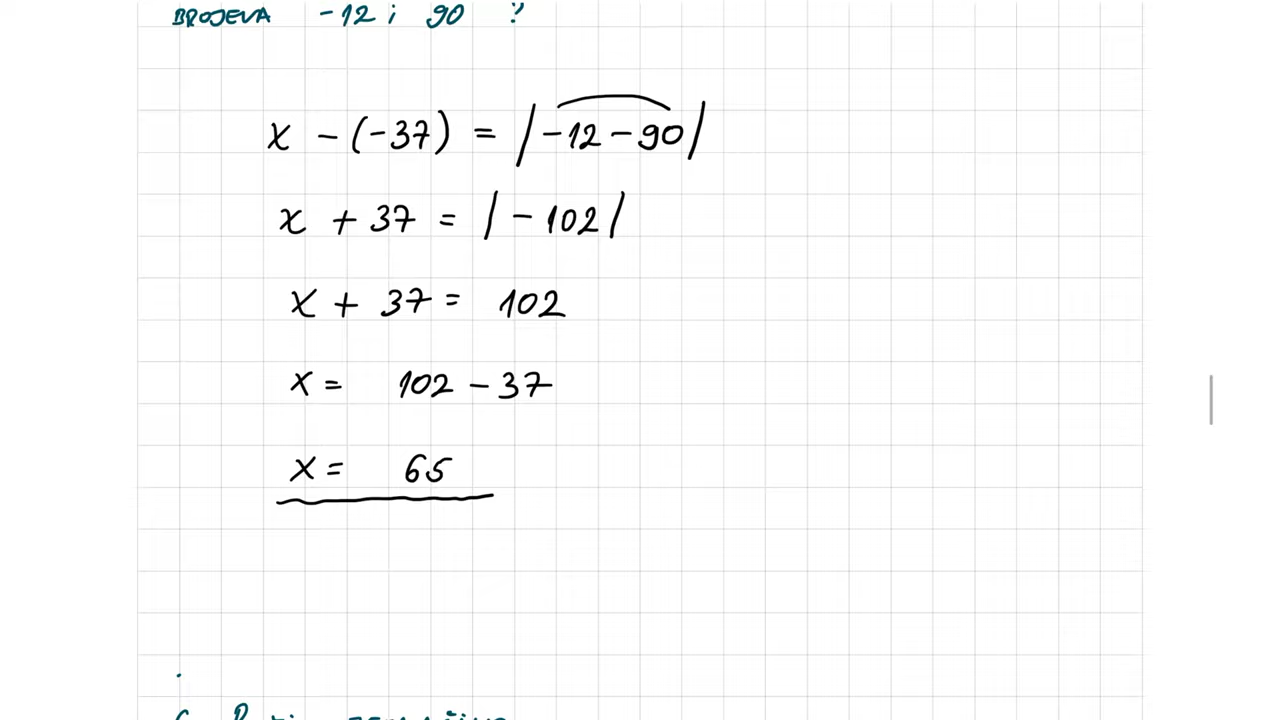 BROJEVA -12 i 90 ?
x - (-37) = |-12 - 90|
x + 37 = |-102|
x + 37 = 102
x = 102 - 37
x = 65